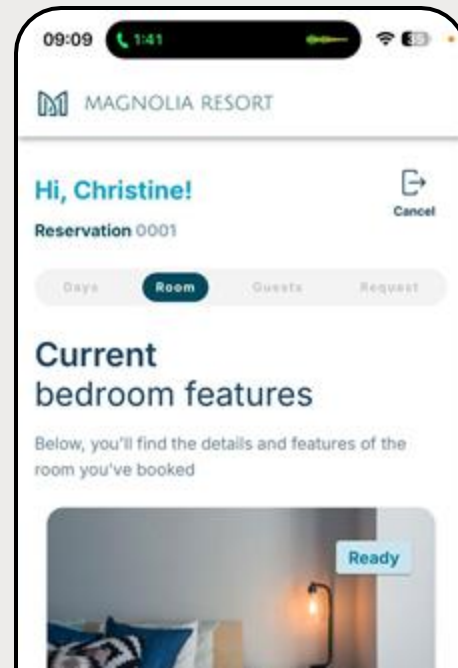 09:09 1:41 35
MAGNOLIA RESORT
Hi, Christine!
Cancel
Reservation 0001
Days Room Guests Request
Current
bedroom features
Below, you'll find the details and features of the
room you've booked
Ready